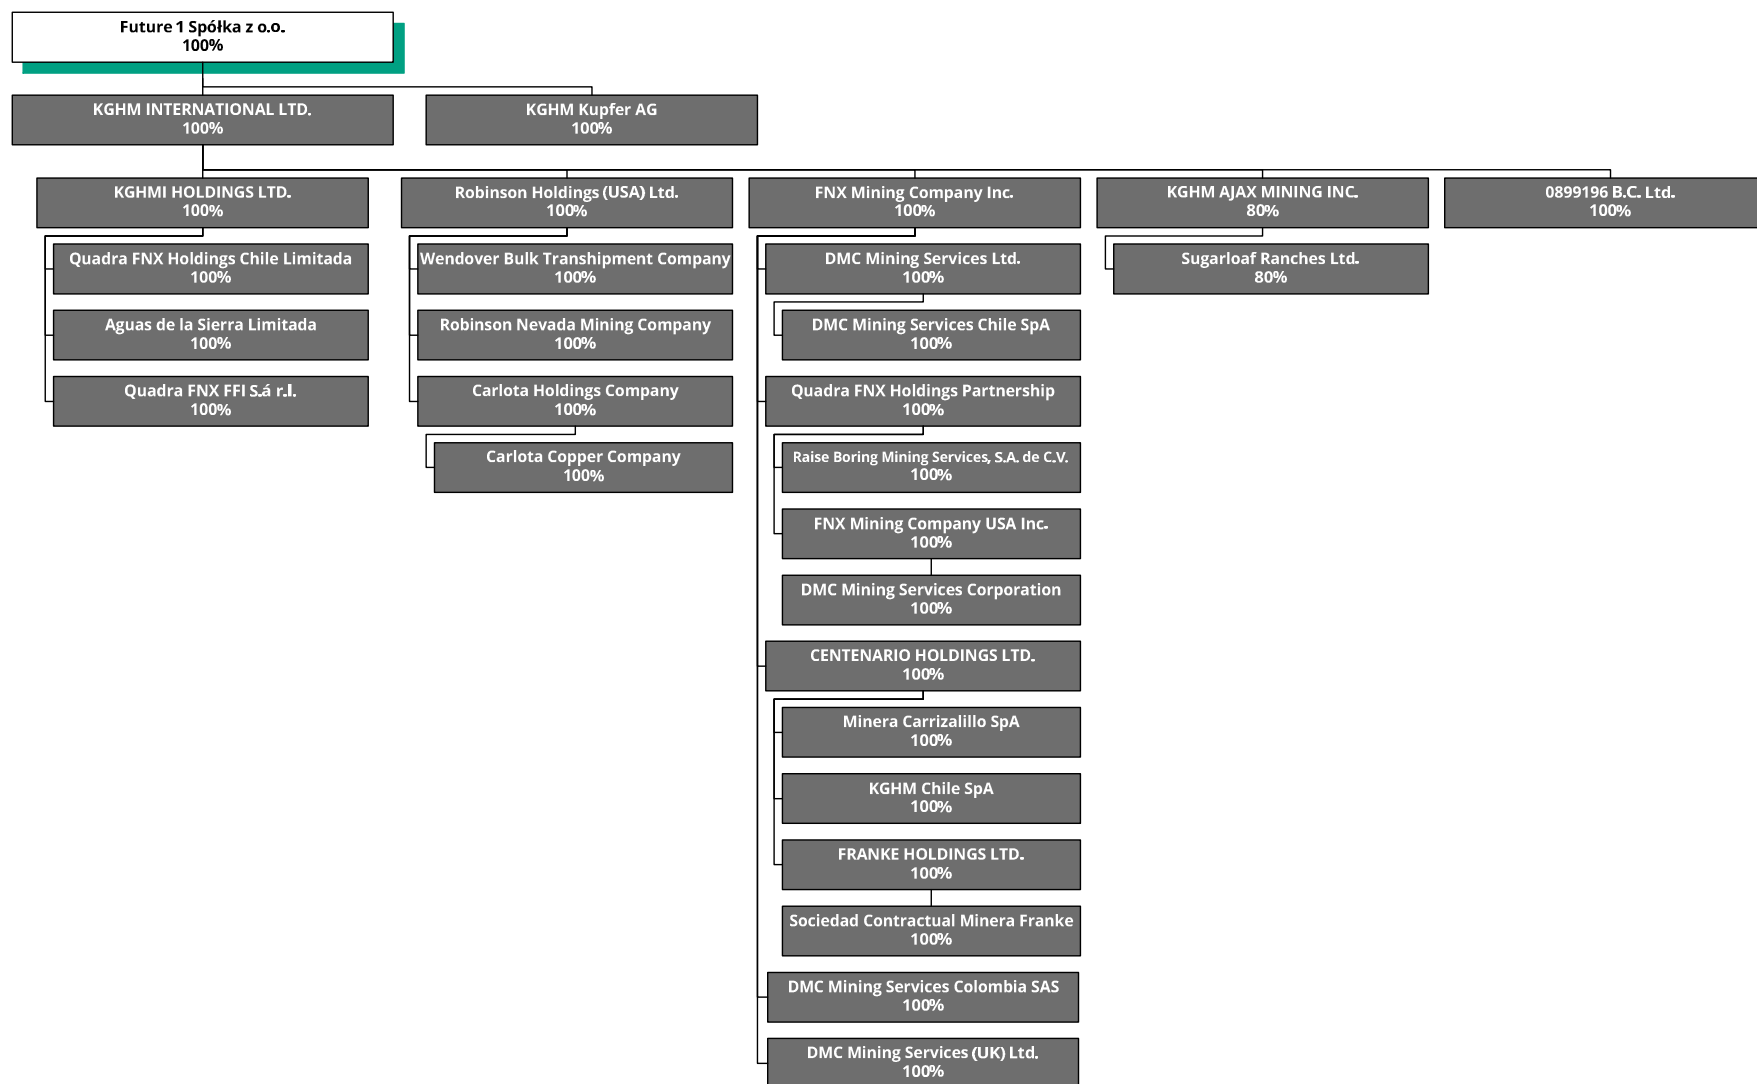 Future 1 Spółka z o.o.
100%
KGHM INTERNATIONAL LTD.
100%
KGHM Kupfer AG
100%
KGHMI HOLDINGS LTD.
100%
Robinson Holdings (USA) Ltd.
100%
FNX Mining Company Inc.
100%
KGHM AJAX MINING INC.
80%
0899196 B.C. Ltd.
100%
Quadra FNX Holdings Chile Limitada
100%
Aguas de la Sierra Limitada
100%
Quadra FNX FFI S.á r.l.
100%
Wendover Bulk Transhipment Company
100%
Robinson Nevada Mining Company
100%
Carlota Holdings Company
100%
Carlota Copper Company
100%
DMC Mining Services Ltd.
100%
DMC Mining Services Chile SpA
100%
Quadra FNX Holdings Partnership
100%
Raise Boring Mining Services, S.A. de C.V.
100%
FNX Mining Company USA Inc.
100%
DMC Mining Services Corporation
100%
CENTENARIO HOLDINGS LTD.
100%
Minera Carrizalillo SpA
100%
KGHM Chile SpA
100%
FRANKE HOLDINGS LTD.
100%
Sociedad Contractual Minera Franke
100%
DMC Mining Services Colombia SAS
100%
DMC Mining Services (UK) Ltd.
100%
Sugarloaf Ranches Ltd.
80%